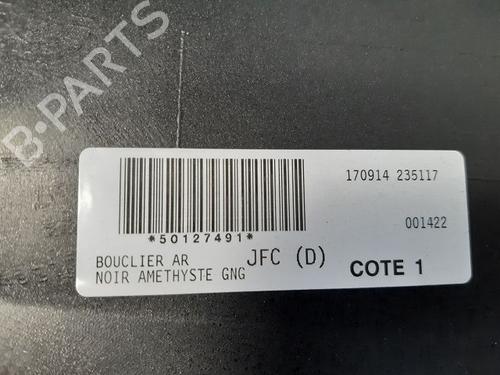 B-PARTS
170914 235117
001422
*50127491*
BOUCLIER AR JFC (D)
NOIR AMETHYSTE GNG COTE 1